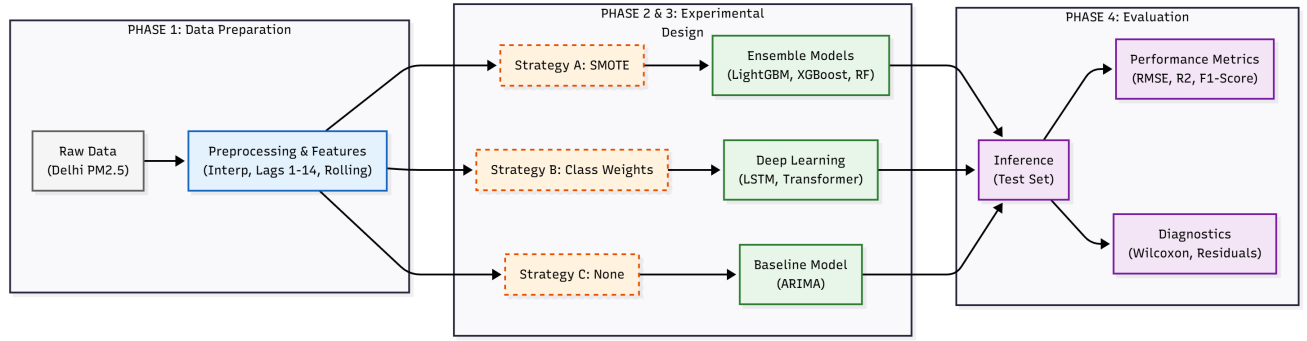 PHASE 1: Data Preparation
Raw Data
(Delhi PM2.5)
Preprocessing & Features
(Interp, Lags 1-14, Rolling)
PHASE 2 & 3: Experimental
Design
Strategy A: SMOTE
Ensemble Models
(LightGBM, XGBoost, RF)
Strategy B: Class Weights
Deep Learning
(LSTM, Transformer)
Strategy C: None
Baseline Model
(ARIMA)
PHASE 4: Evaluation
Inference
(Test Set)
Performance Metrics
(RMSE, R2, F1-Score)
Diagnostics
(Wilcoxon, Residuals)